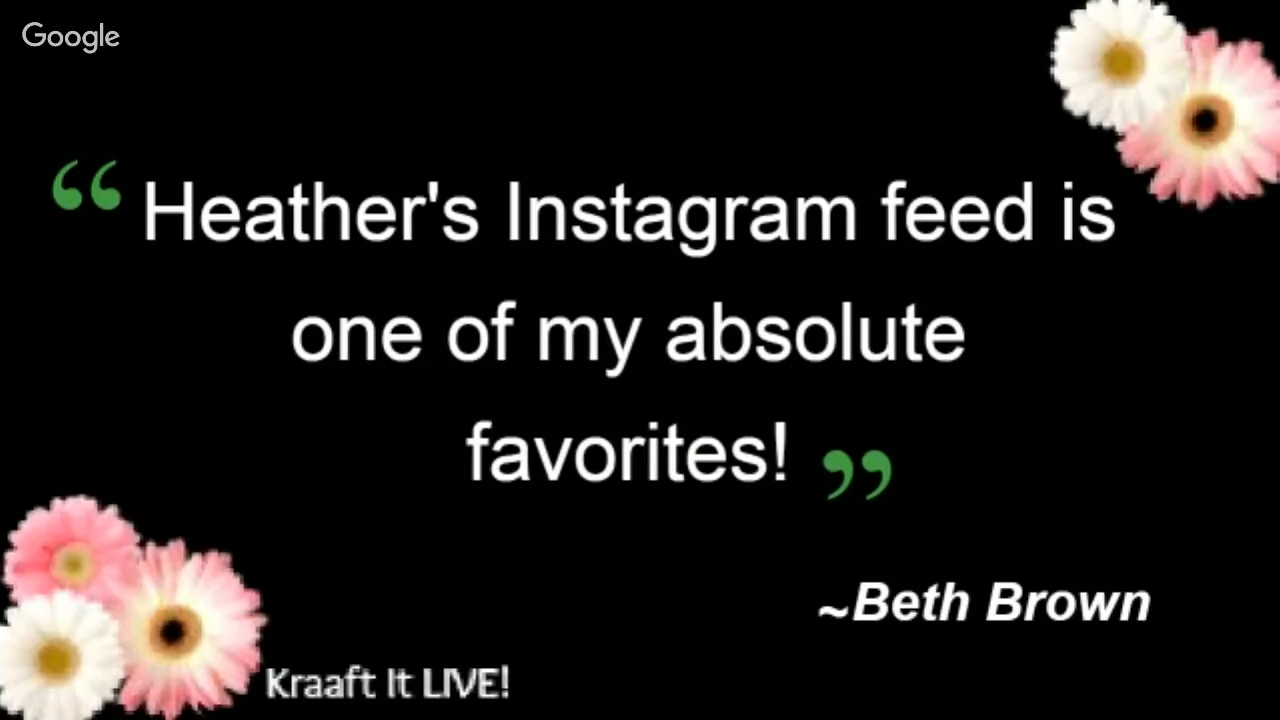 Google
“Heather's Instagram feed is
one of my absolute
favorites!”
~Beth Brown
Kraaft It LIVE!